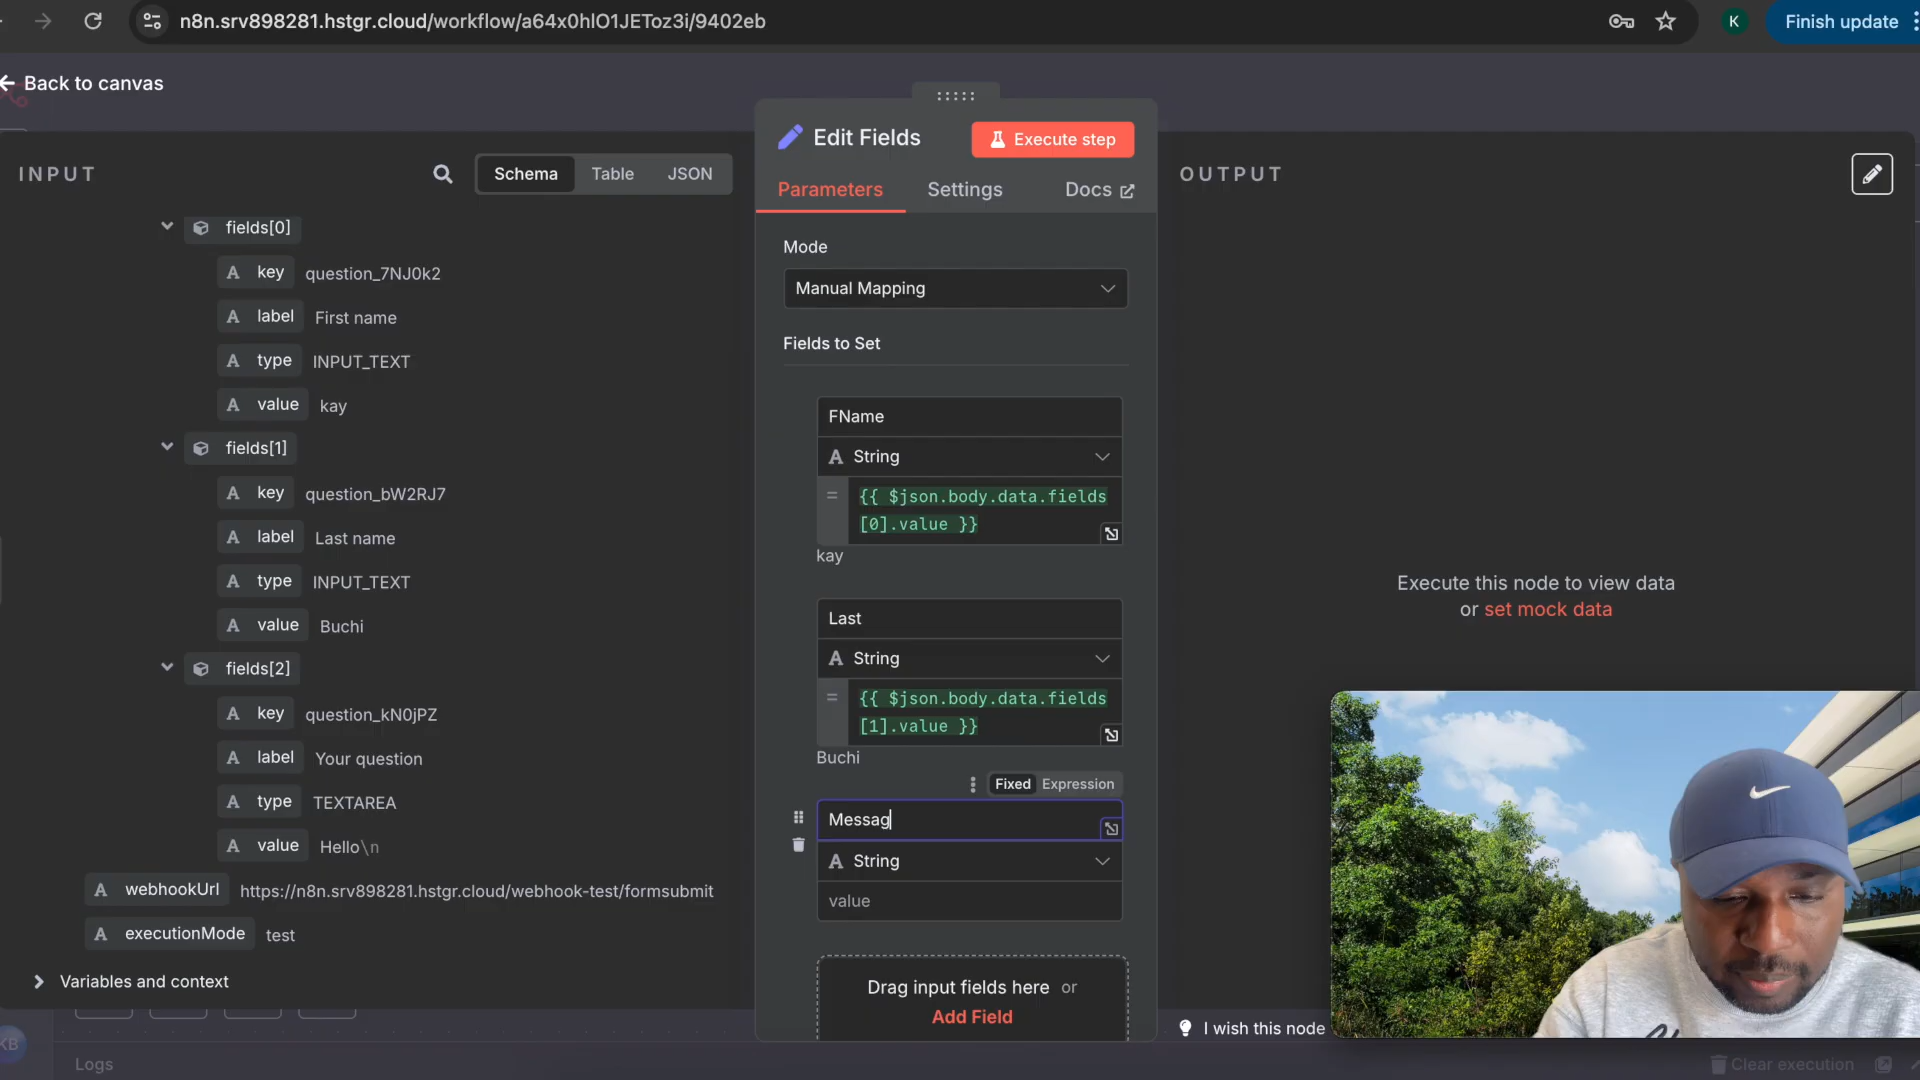 n8n.srv898281.hstgr.cloud/workflow/a64x0hlO1JEToz3i/9402eb
K
Finish update
Back to canvas
INPUT
Schema
Table
JSON
fields[0]
A key question_7NJ0k2
A label First name
A type INPUT_TEXT
A value kay
fields[1]
A key question_bW2RJ7
A label Last name
A type INPUT_TEXT
A value Buchi
fields[2]
A key question_kN0jPZ
A label Your question
A type TEXTAREA
A value Hello\n
A webhookUrl https://n8n.srv898281.hstgr.cloud/webhook-test/formsubmit
A executionMode test
Variables and context
KB
Logs
Edit Fields
Execute step
Parameters
Settings
Docs
Mode
Manual Mapping
Fields to Set
FName
A String
= {{ $json.body.data.fields
[0].value }}
kay
Last
A String
= {{ $json.body.data.fields
[1].value }}
Buchi
Fixed Expression
Messag
A String
value
Drag input fields here or
Add Field
OUTPUT
Execute this node to view data
or set mock data
I wish this node
Clear execution